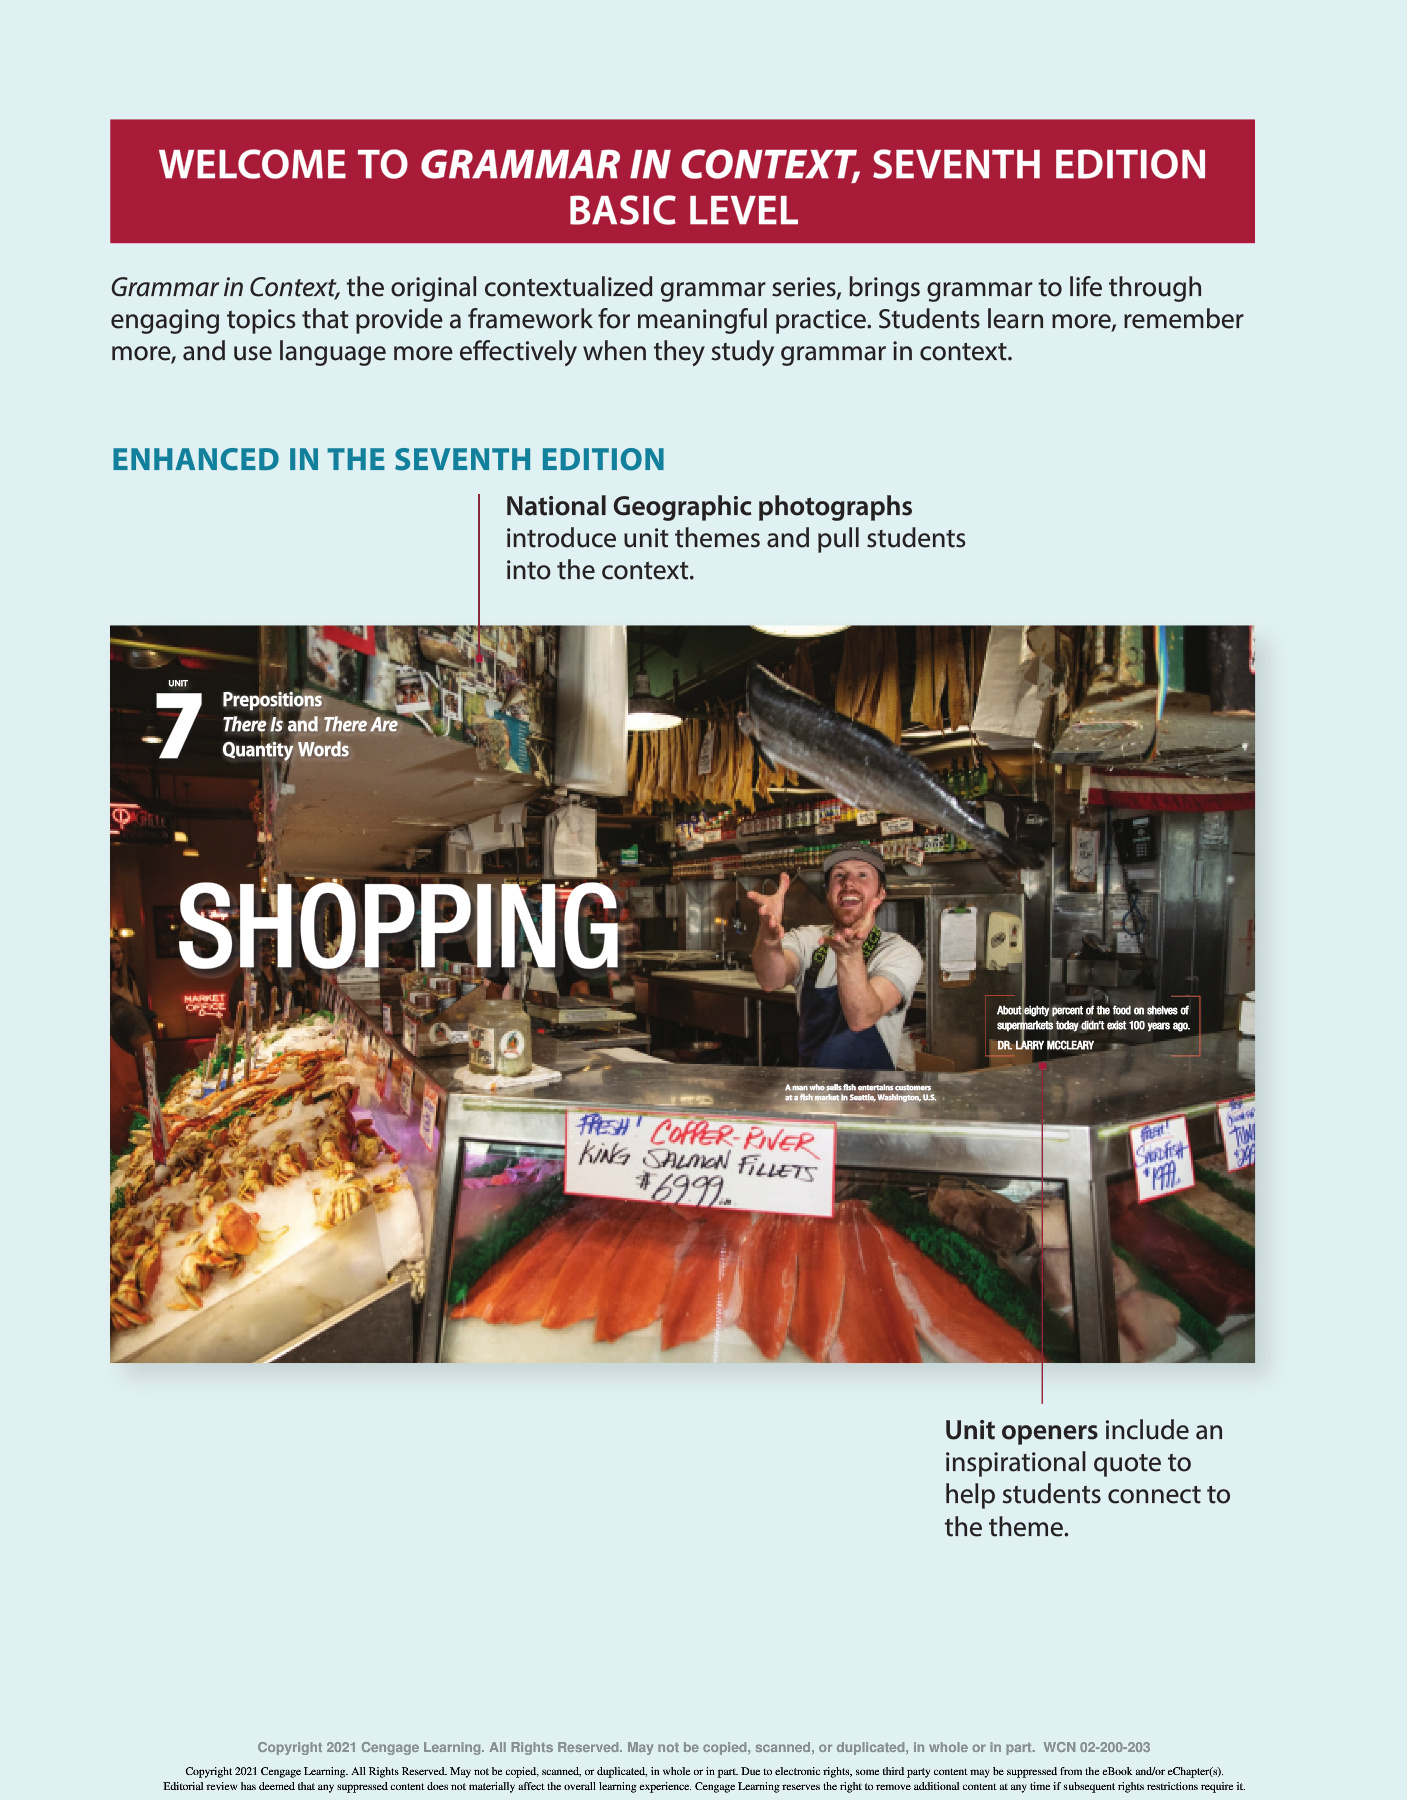 WELCOME TO GRAMMAR IN CONTEXT, SEVENTH EDITION
BASIC LEVEL
Grammar in Context, the original contextualized grammar series, brings grammar to life through
engaging topics that provide a framework for meaningful practice. Students learn more, remember
more, and use language more effectively when they study grammar in context.
ENHANCED IN THE SEVENTH EDITION
National Geographic photographs
introduce unit themes and pull students
into the context.
UNIT
7
Prepositions
There Is and There Are
Quantity Words
SHOPPING
MARKET
OFFICE
About eighty percent of the food on shelves of
supermarkets today didn't exist 100 years ago.
DR. LARRY MCCLEARY
A man who sells fish entertains customers
at a fish market in Seattle, Washington, U.S.
FRESH! COPPER-RIVER
KING SALMON FILLETS
$69.99
FRESH!
SWORDFISH
$19.99
Unit openers include an
inspirational quote to
help students connect to
the theme.
Copyright 2021 Cengage Learning. All Rights Reserved. May not be copied, scanned, or duplicated, in whole or in part. WCN 02-200-203
Copyright 2021 Cengage Learning. All Rights Reserved. May not be copied, scanned, or duplicated, in whole or in part. Due to electronic rights, some third party content may be suppressed from the eBook and/or eChapter(s).
Editorial review has deemed that any suppressed content does not materially affect the overall learning experience. Cengage Learning reserves the right to remove additional content at any time if subsequent rights restrictions require it.